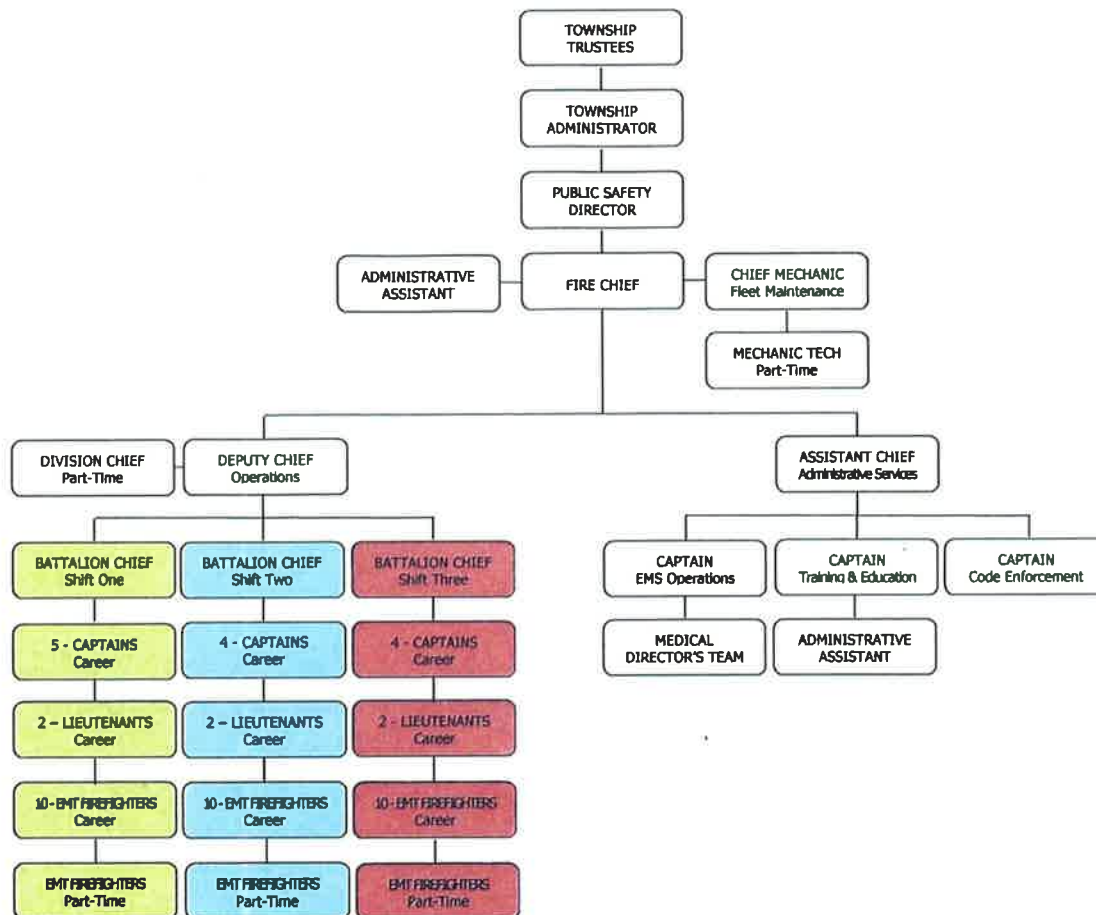 TOWNSHIP
TRUSTEES
TOWNSHIP
ADMINISTRATOR
PUBLIC SAFETY
DIRECTOR
ADMINISTRATIVE
ASSISTANT
FIRE CHIEF
CHIEF MECHANIC
Fleet Maintenance
MECHANIC TECH
Part-Time
DIVISION CHIEF
Part-Time
DEPUTY CHIEF
Operations
ASSISTANT CHIEF
Administrative Services
BATTALION CHIEF
Shift One
BATTALION CHIEF
Shift Two
BATTALION CHIEF
Shift Three
CAPTAIN
EMS Operations
CAPTAIN
Training & Education
CAPTAIN
Code Enforcement
5 - CAPTAINS
Career
4 - CAPTAINS
Career
4 - CAPTAINS
Career
MEDICAL
DIRECTOR'S TEAM
ADMINISTRATIVE
ASSISTANT
2 – LIEUTENANTS
Career
2 – LIEUTENANTS
Career
2 - LIEUTENANTS
Career
10 - EMT FIREFIGHTERS
Career
10 - EMT FIREFIGHTERS
Career
10 - EMT FIREFIGHTERS
Career
EMT FIREFIGHTERS
Part-Time
EMT FIREFIGHTERS
Part-Time
EMT FIREFIGHTERS
Part-Time